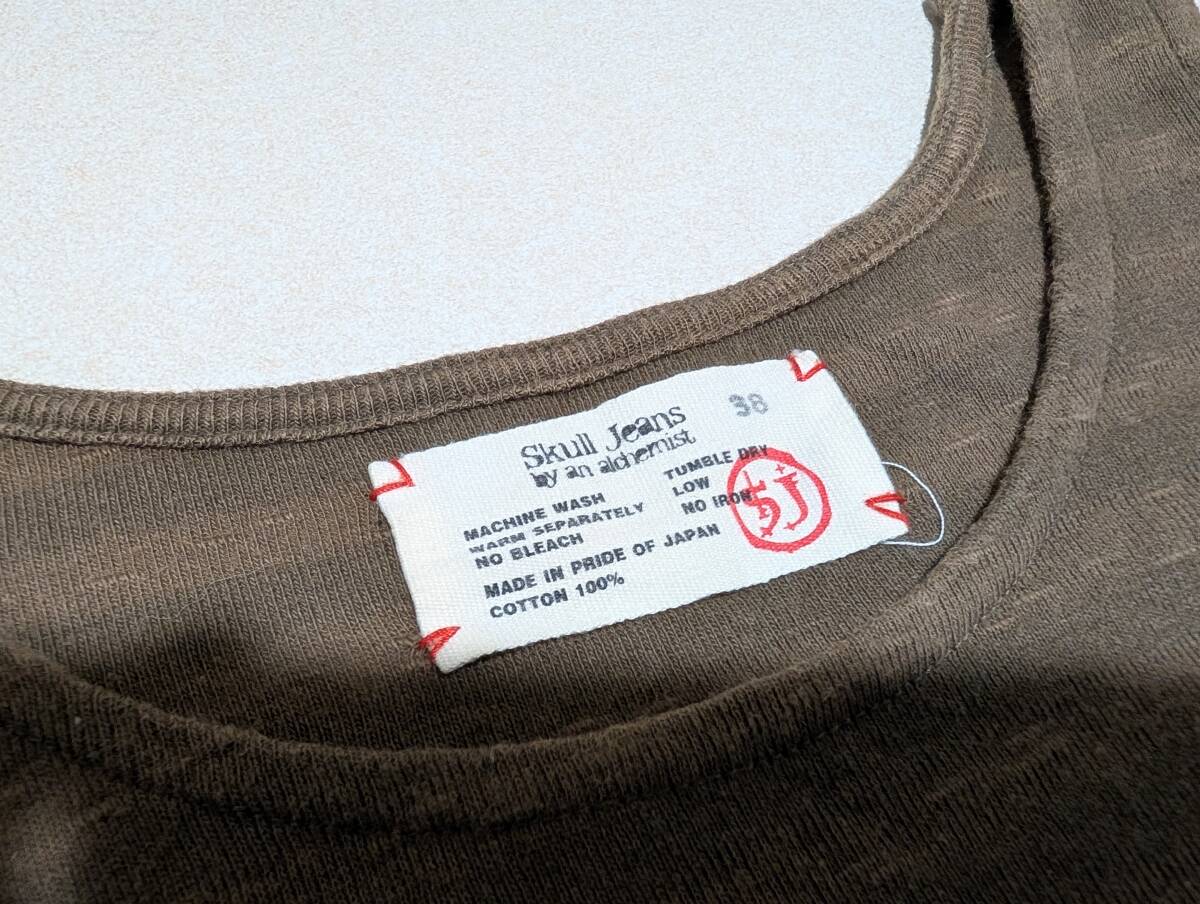 38
Skull Jeans
by an alchemist
MACHINE WASH
WARM SEPARATELY
NO BLEACH
TUMBLE DRY
LOW
NO IRON
SJ
MADE IN PRIDE OF JAPAN
COTTON 100%